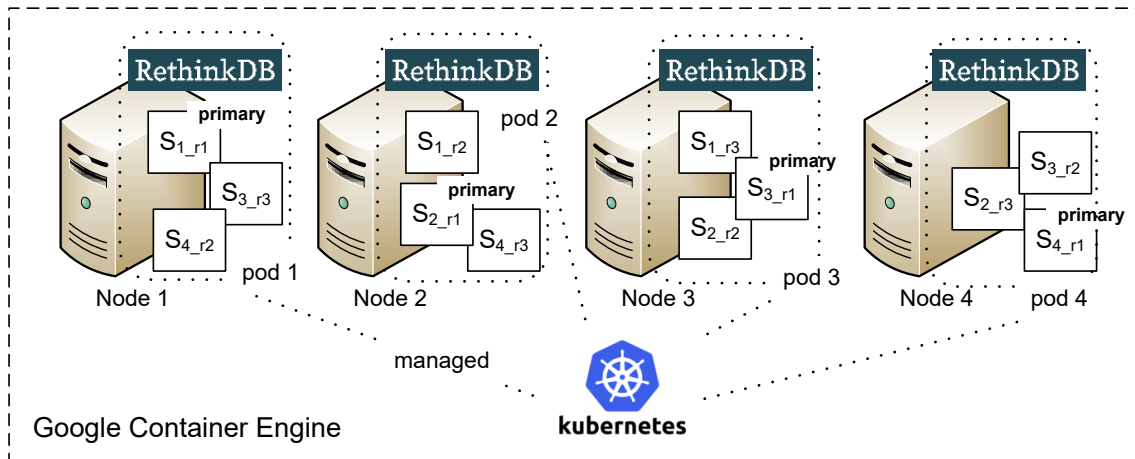 RethinkDB
primary
S1_r1
S3_r3
S4_r2
pod 1
Node 1
RethinkDB
pod 2
S1_r2
primary
S2_r1
S4_r3
Node 2
RethinkDB
S1_r3
primary
S3_r1
S2_r2
pod 3
Node 3
RethinkDB
S3_r2
S2_r3
primary
S4_r1
Node 4
pod 4
managed
kubernetes
Google Container Engine